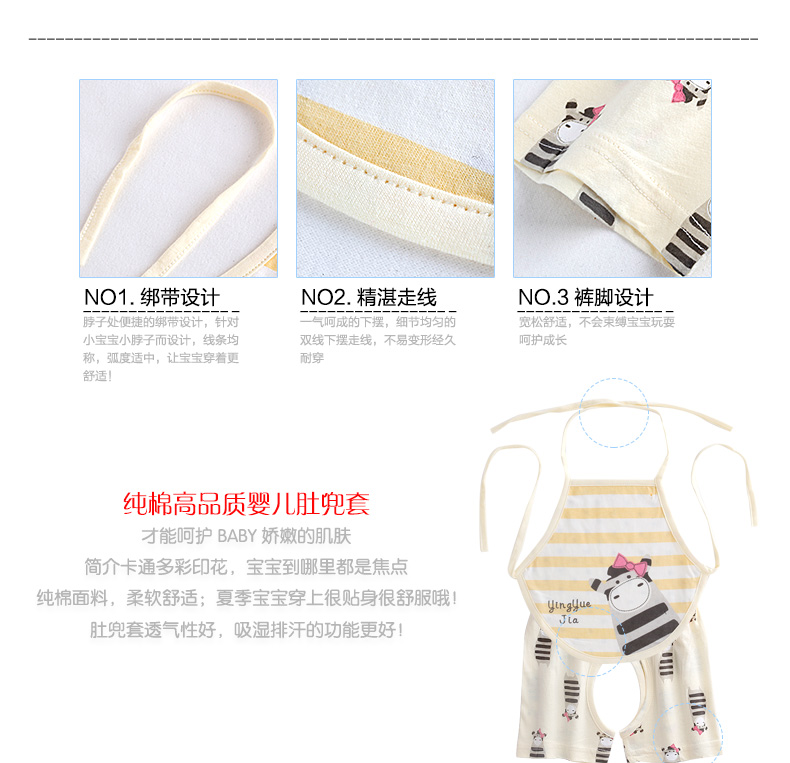 NO1. 绑带设计
脖子处便捷的绑带设计，针对
小宝宝小脖子而设计，线条均
称，弧度适中，让宝宝穿着更
舒适！
NO2. 精湛走线
一气呵成的下摆，细节均匀的
双线下摆走线，不易变形经久
耐穿
NO.3 裤脚设计
宽松舒适，不会束缚宝宝玩耍
呵护成长
纯棉高品质婴儿肚兜套
才能呵护 BABY 娇嫩的肌肤
简介卡通多彩印花，宝宝到哪里都是焦点
纯棉面料，柔软舒适；夏季宝宝穿上很贴身很舒服哦！
肚兜套透气性好，吸湿排汗的功能更好！
YingYue
Jia